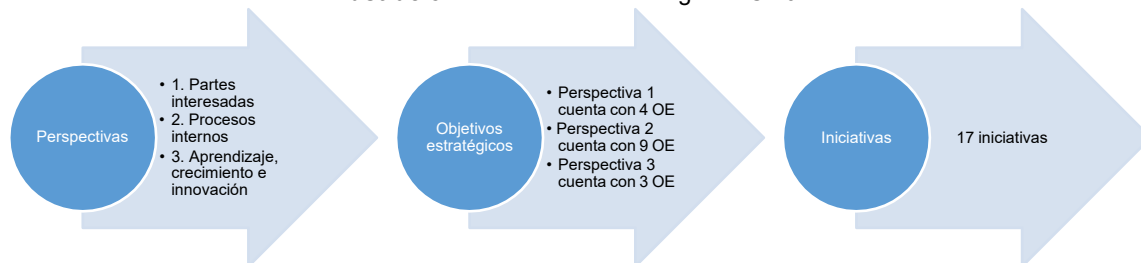 Perspectivas
• 1. Partes
interesadas
• 2. Procesos
internos
• 3. Aprendizaje,
crecimiento e
innovación
Objetivos
estratégicos
• Perspectiva 1
cuenta con 4 OE
• Perspectiva 2
cuenta con 9 OE
• Perspectiva 3
cuenta con 3 OE
Iniciativas
17 iniciativas